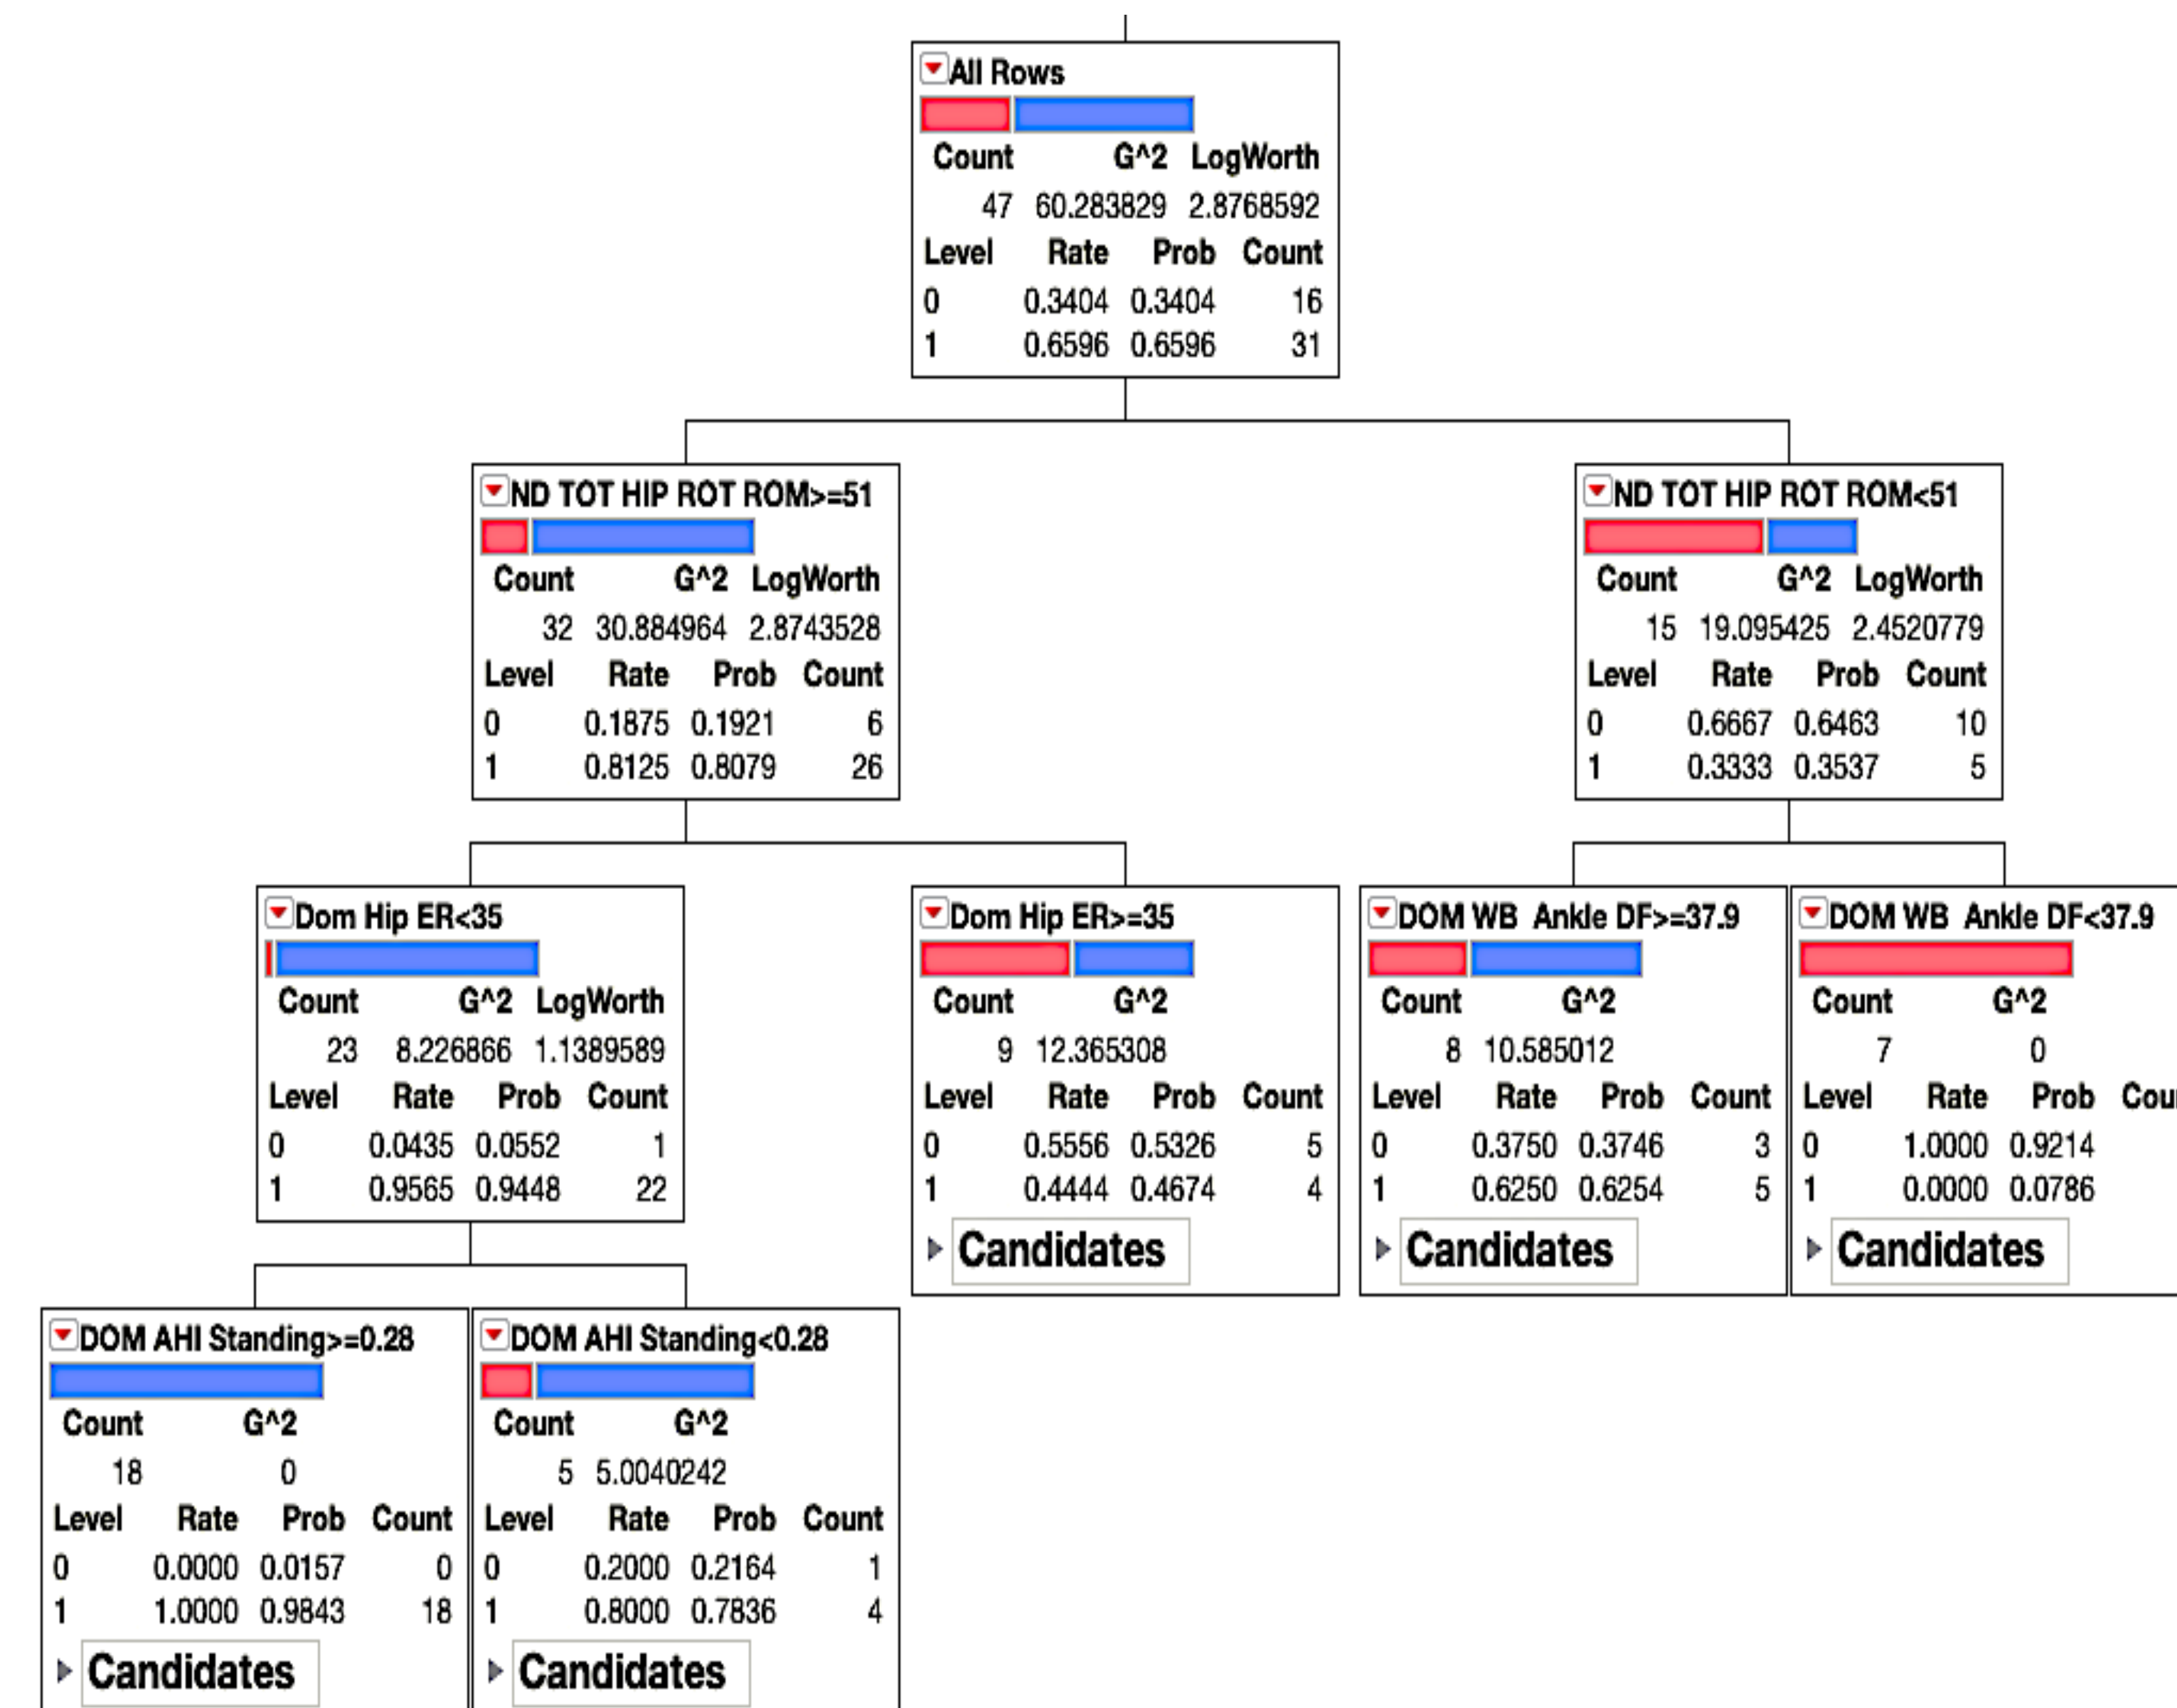 All Rows
Count G^2 LogWorth
47 60.283829 2.8768592
Level Rate Prob Count
0 0.3404 0.3404 16
1 0.6596 0.6596 31
ND TOT HIP ROT ROM>=51
Count G^2 LogWorth
32 30.884964 2.8743528
Level Rate Prob Count
0 0.1875 0.1921 6
1 0.8125 0.8079 26
ND TOT HIP ROT ROM<51
Count G^2 LogWorth
15 19.095425 2.4520779
Level Rate Prob Count
0 0.6667 0.6463 10
1 0.3333 0.3537 5
Dom Hip ER<35
Count G^2 LogWorth
23 8.226866 1.1389589
Level Rate Prob Count
0 0.0435 0.0552 1
1 0.9565 0.9448 22
Dom Hip ER>=35
Count G^2
9 12.365308
Level Rate Prob Count
0 0.5556 0.5326 5
1 0.4444 0.4674 4
Candidates
DOM WB Ankle DF>=37.9
Count G^2
8 10.585012
Level Rate Prob Count
0 0.3750 0.3746 3
1 0.6250 0.6254 5
Candidates
DOM WB Ankle DF<37.9
Count G^2
7 0
Level Rate Prob
0 1.0000 0.9214
1 0.0000 0.0786
Candidates
DOM AHI Standing>=0.28
Count G^2
18 0
Level Rate Prob Count
0 0.0000 0.0157 0
1 1.0000 0.9843 18
Candidates
DOM AHI Standing<0.28
Count G^2
5 5.0040242
Level Rate Prob Count
0 0.2000 0.2164 1
1 0.8000 0.7836 4
Candidates